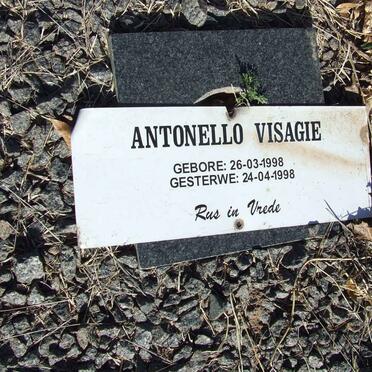 ANTONELLO VISAGIE
GEBORE: 26-03-1998
GESTERWE: 24-04-1998
Rus in Vrede